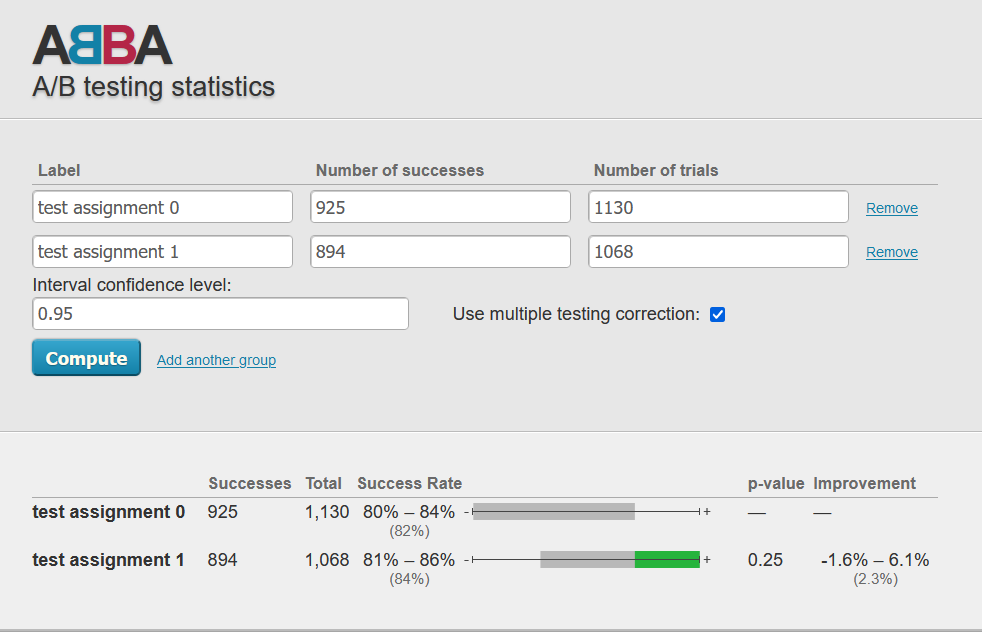 ABBA
A/B testing statistics
Label Number of successes Number of trials
test assignment 0 925 1130 Remove
test assignment 1 894 1068 Remove
Interval confidence level:
0.95 Use multiple testing correction:
Compute Add another group
Successes Total Success Rate p-value Improvement
test assignment 0 925 1,130 80% – 84% - + — —
(82%)
test assignment 1 894 1,068 81% – 86% - + 0.25 -1.6% – 6.1%
(84%) (2.3%)